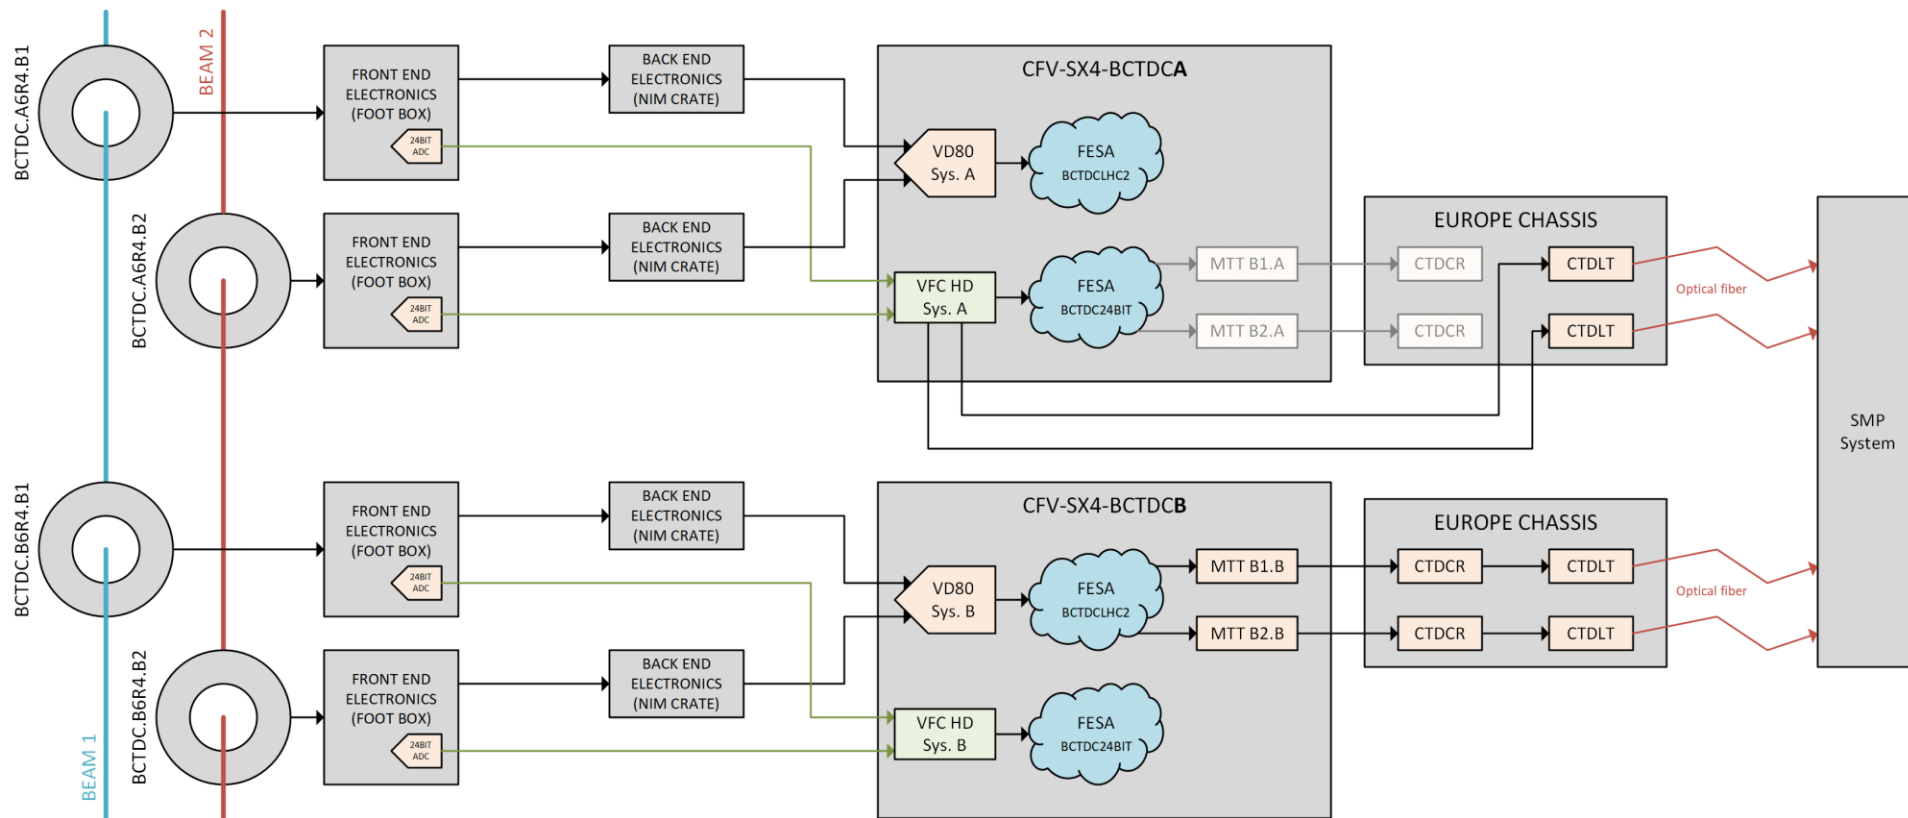 BCTDC.A6R4.B1
BEAM 2
FRONT END
ELECTRONICS
(FOOT BOX)
24BIT
ADC
BACK END
ELECTRONICS
(NIM CRATE)
CFV-SX4-BCTDCA
VD80
Sys. A
FESA
BCTDCLHC2
BCTDC.A6R4.B2
FRONT END
ELECTRONICS
(FOOT BOX)
24BIT
ADC
BACK END
ELECTRONICS
(NIM CRATE)
VFC HD
Sys. A
FESA
BCTDC24BIT
MTT B1.A
MTT B2.A
EUROPE CHASSIS
CTDCR
CTDLT
CTDCR
CTDLT
Optical fiber
SMP
System
BCTDC.B6R4.B1
FRONT END
ELECTRONICS
(FOOT BOX)
24BIT
ADC
BACK END
ELECTRONICS
(NIM CRATE)
CFV-SX4-BCTDCB
VD80
Sys. B
FESA
BCTDCLHC2
MTT B1.B
MTT B2.B
EUROPE CHASSIS
CTDCR
CTDLT
CTDCR
CTDLT
Optical fiber
BEAM 1
BCTDC.B6R4.B2
FRONT END
ELECTRONICS
(FOOT BOX)
24BIT
ADC
BACK END
ELECTRONICS
(NIM CRATE)
VFC HD
Sys. B
FESA
BCTDC24BIT